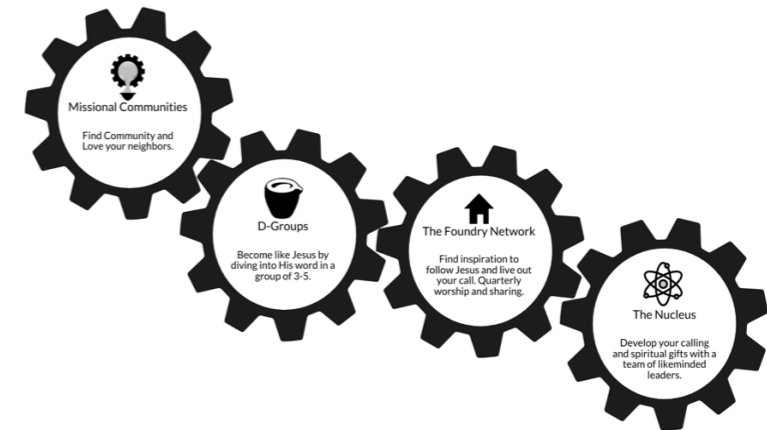 Missional Communities
Find Community and
Love your neighbors.
D-Groups
Become like Jesus by
diving into His word in a
group of 3-5.
The Foundry Network
Find inspiration to
follow Jesus and live out
your call. Quarterly
worship and sharing.
The Nucleus
Develop your calling
and spiritual gifts with a
team of likeminded
leaders.